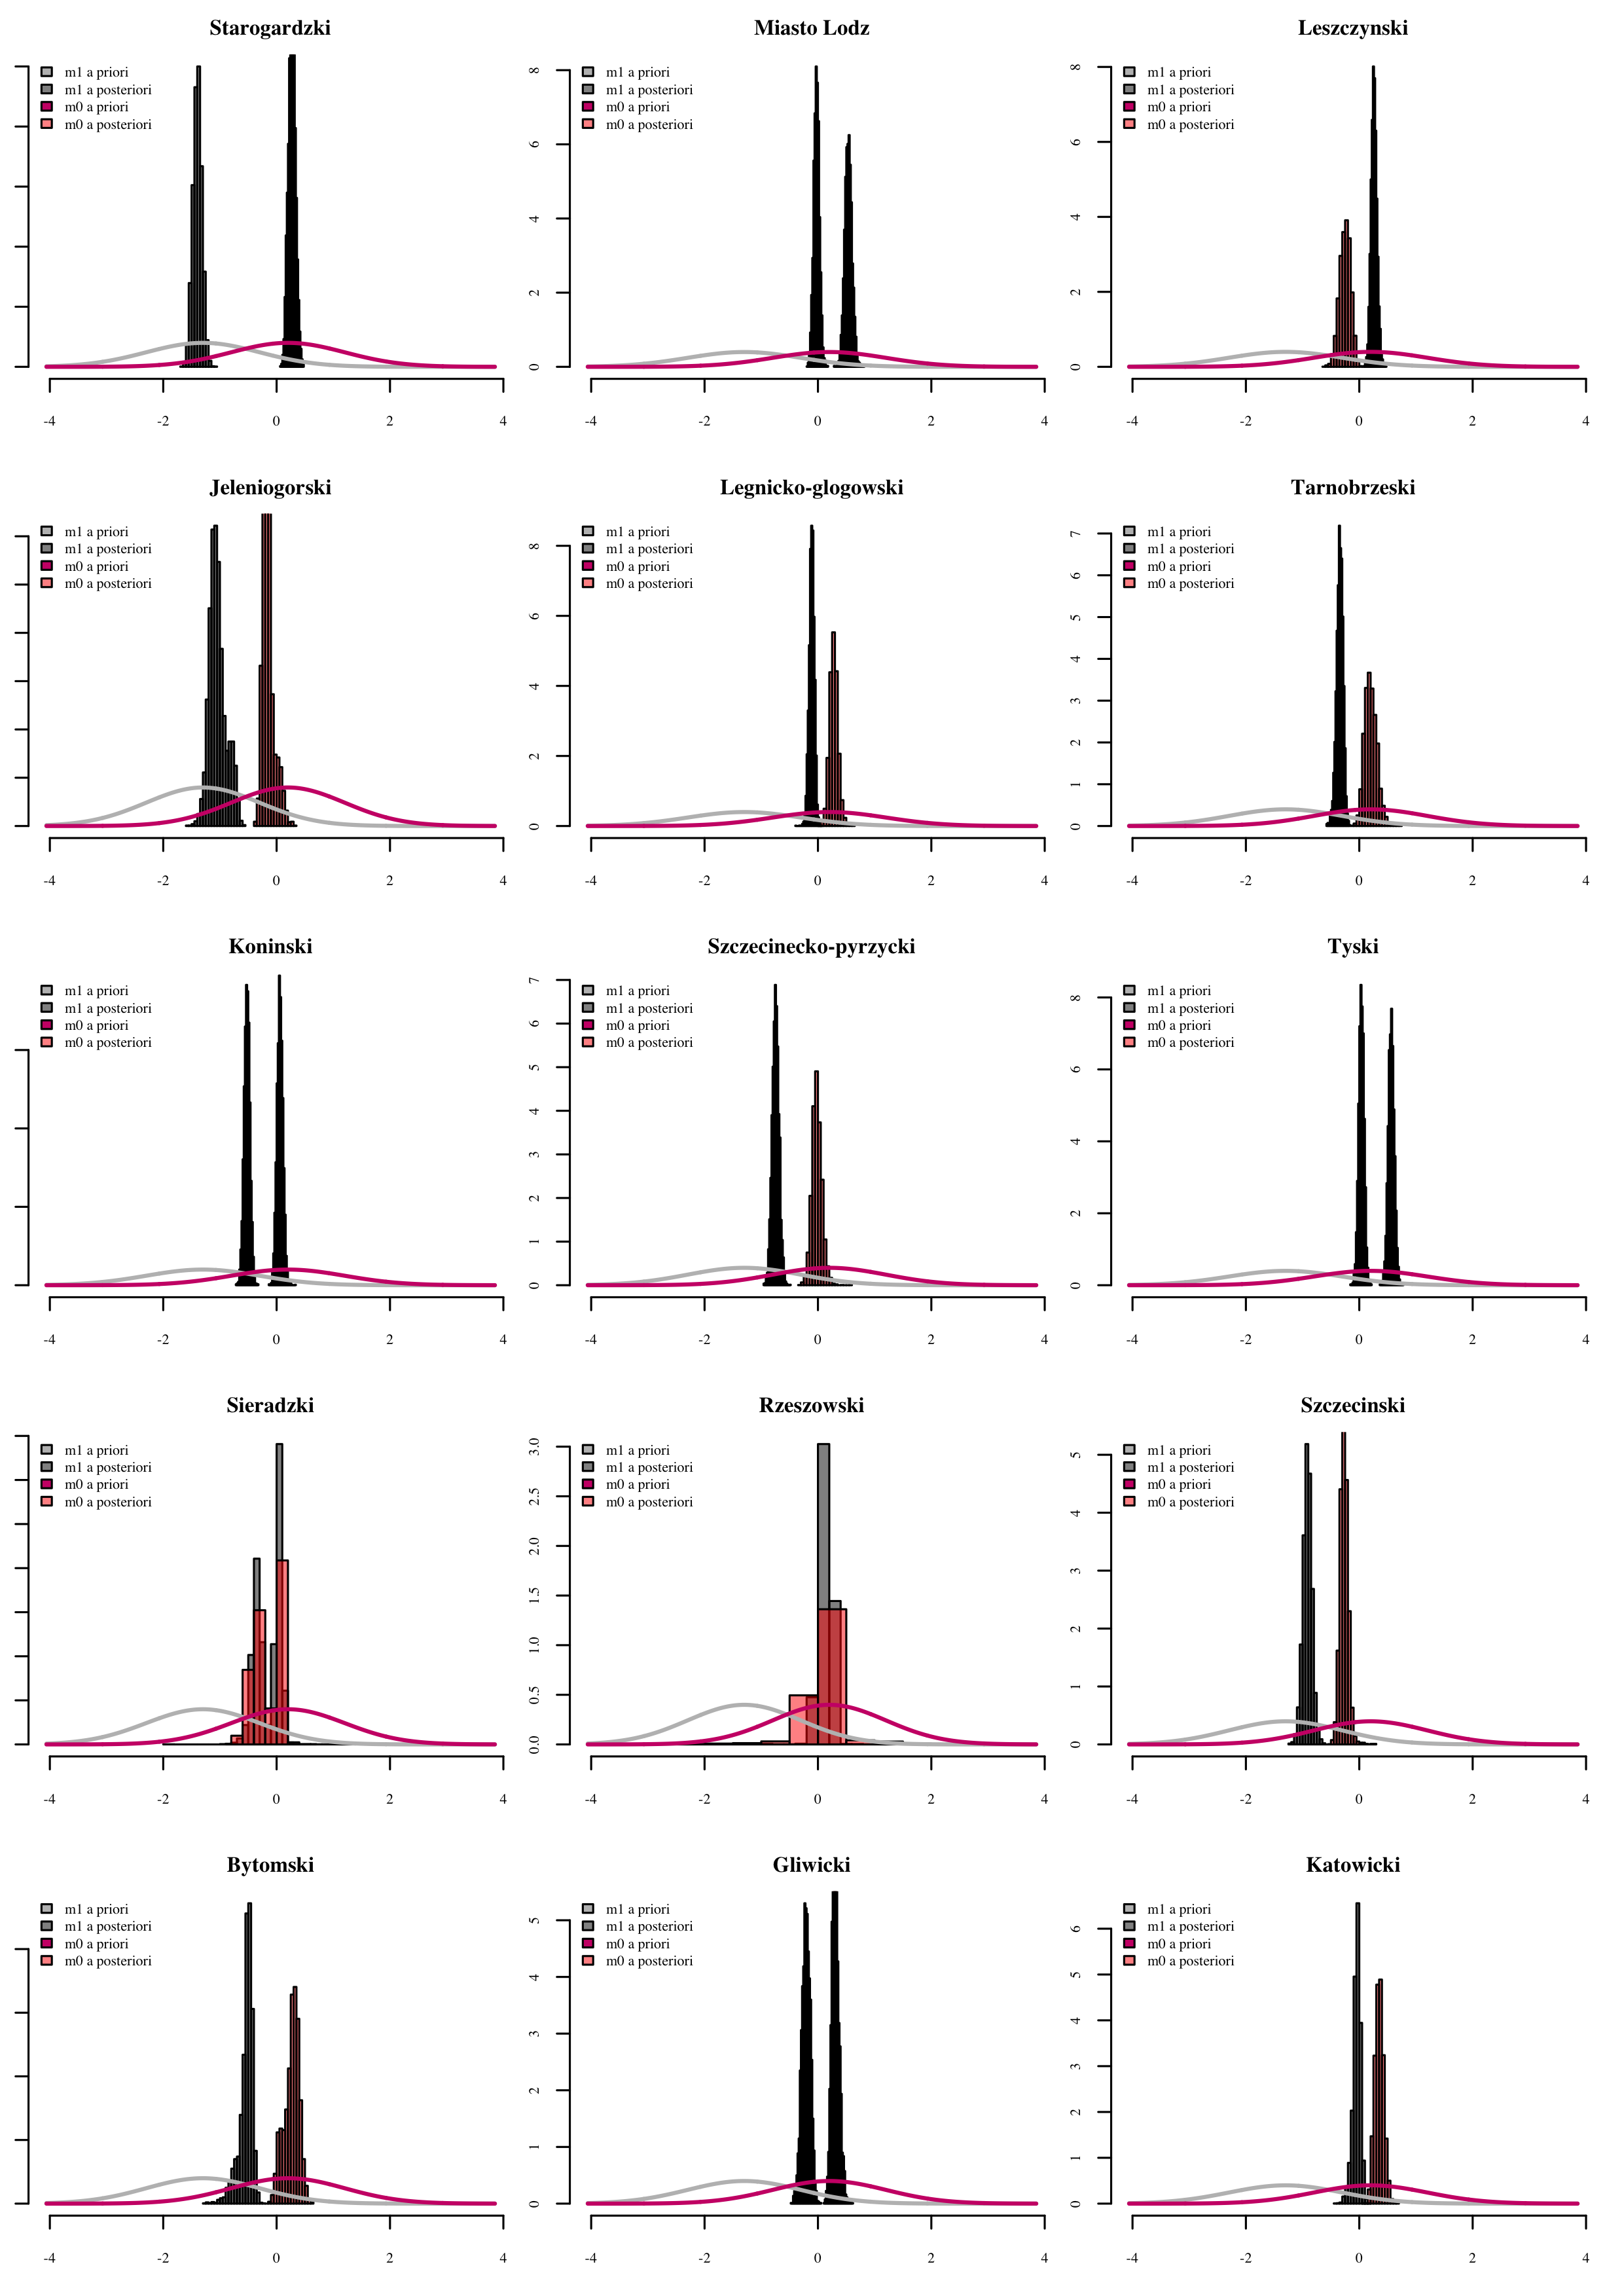 Starogardzki
m1 a priori
m1 a posteriori
m0 a priori
m0 a posteriori
-4 -2 0 2 4
Miasto Lodz
m1 a priori
m1 a posteriori
m0 a priori
m0 a posteriori
0 2 4 6 8
-4 -2 0 2 4
Leszczynski
m1 a priori
m1 a posteriori
m0 a priori
m0 a posteriori
0 2 4 6 8
-4 -2 0 2 4
Jeleniogorski
m1 a priori
m1 a posteriori
m0 a priori
m0 a posteriori
-4 -2 0 2 4
Legnicko-glogowski
m1 a priori
m1 a posteriori
m0 a priori
m0 a posteriori
0 2 4 6 8
-4 -2 0 2 4
Tarnobrzeski
m1 a priori
m1 a posteriori
m0 a priori
m0 a posteriori
0 1 2 3 4 5 6 7
-4 -2 0 2 4
Koninski
m1 a priori
m1 a posteriori
m0 a priori
m0 a posteriori
-4 -2 0 2 4
Szczecinecko-pyrzycki
m1 a priori
m1 a posteriori
m0 a priori
m0 a posteriori
0 1 2 3 4 5 6 7
-4 -2 0 2 4
Tyski
m1 a priori
m1 a posteriori
m0 a priori
m0 a posteriori
0 2 4 6 8
-4 -2 0 2 4
Sieradzki
m1 a priori
m1 a posteriori
m0 a priori
m0 a posteriori
-4 -2 0 2 4
Rzeszowski
m1 a priori
m1 a posteriori
m0 a priori
m0 a posteriori
0.0 0.5 1.0 1.5 2.0 2.5 3.0
-4 -2 0 2 4
Szczecinski
m1 a priori
m1 a posteriori
m0 a priori
m0 a posteriori
0 1 2 3 4 5
-4 -2 0 2 4
Bytomski
m1 a priori
m1 a posteriori
m0 a priori
m0 a posteriori
-4 -2 0 2 4
Gliwicki
m1 a priori
m1 a posteriori
m0 a priori
m0 a posteriori
0 1 2 3 4 5
-4 -2 0 2 4
Katowicki
m1 a priori
m1 a posteriori
m0 a priori
m0 a posteriori
0 1 2 3 4 5 6
-4 -2 0 2 4